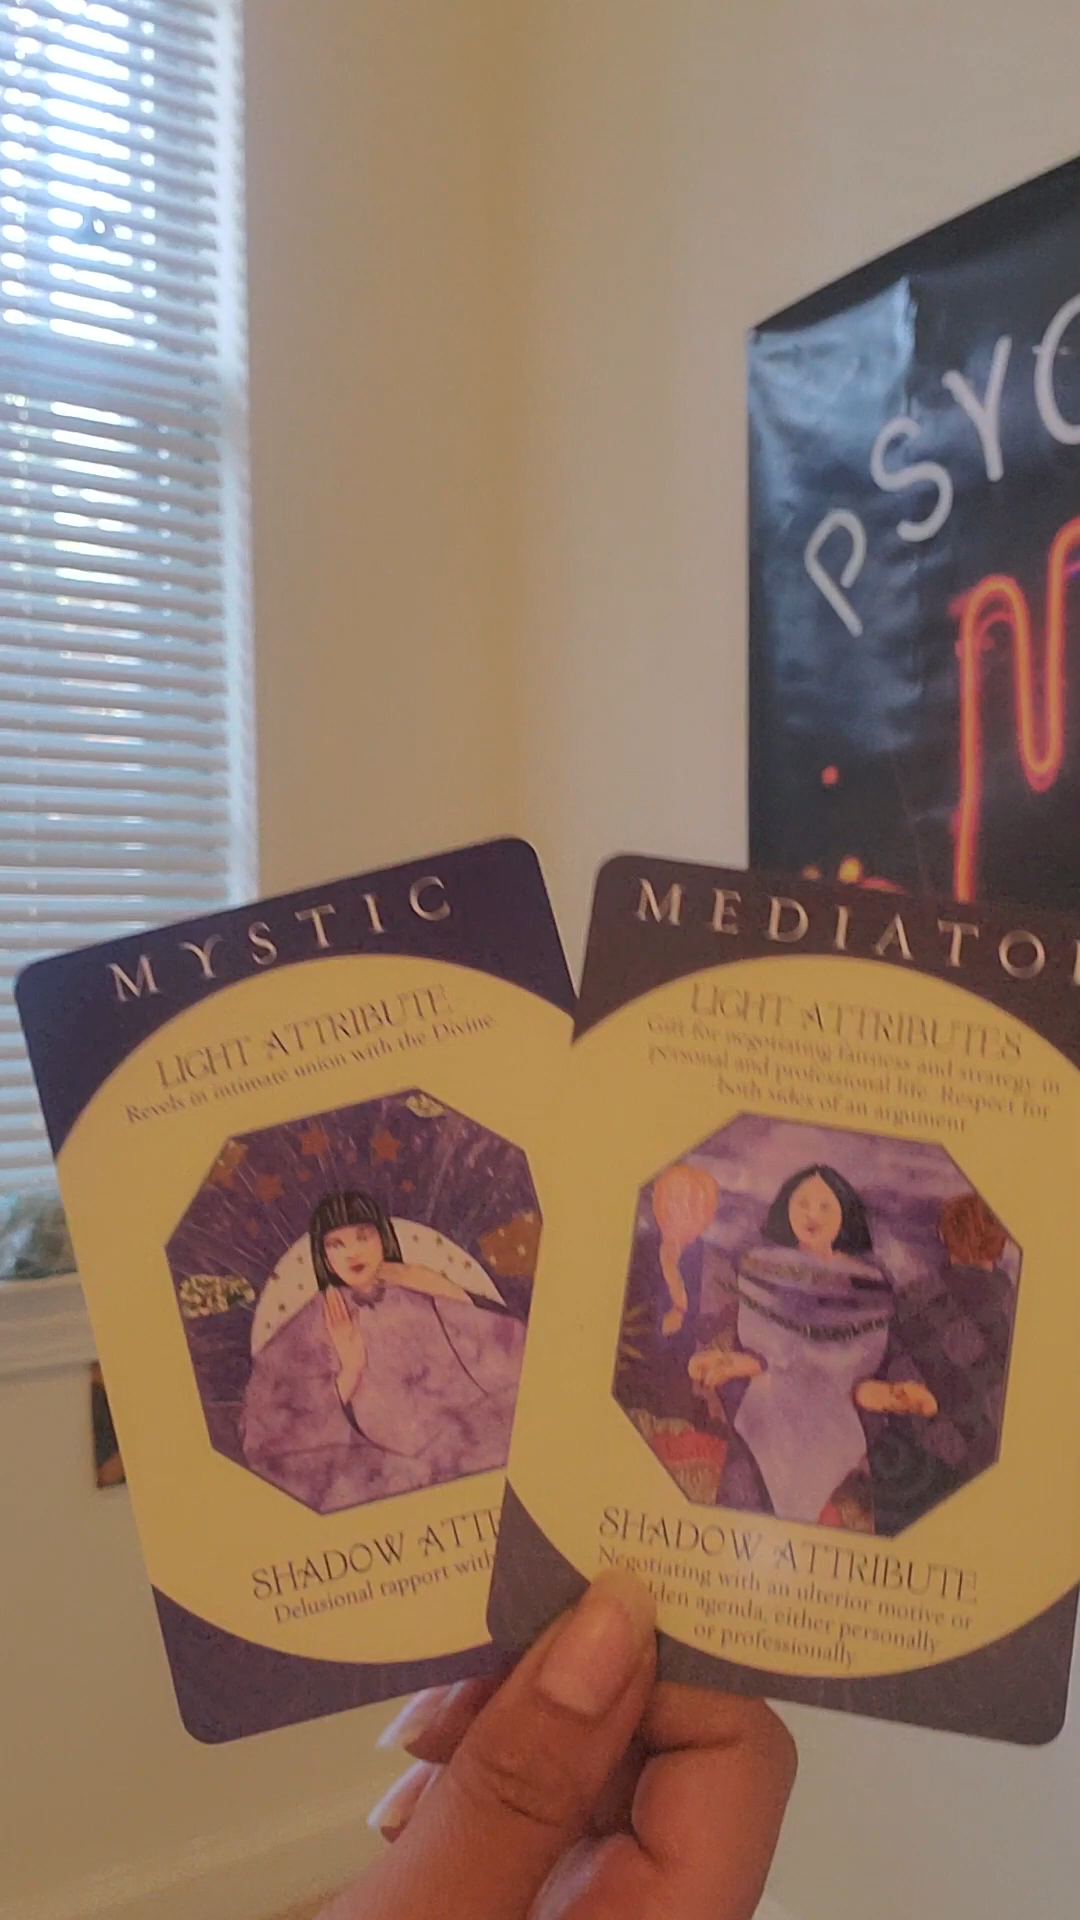 PSYC
MYSTIC
LIGHT ATTRIBUTE
Revels in intimate union with the Divine
SHADOW ATTR
Delusional rapport with
MEDIATO
LIGHT ATTRIBUTES
Gift for negotiating fairness and strategy in
personal and professional life. Respect for
both sides of an argument
SHADOW ATTRIBUTE
Negotiating with an ulterior motive or
dden agenda, either personally
or professionally